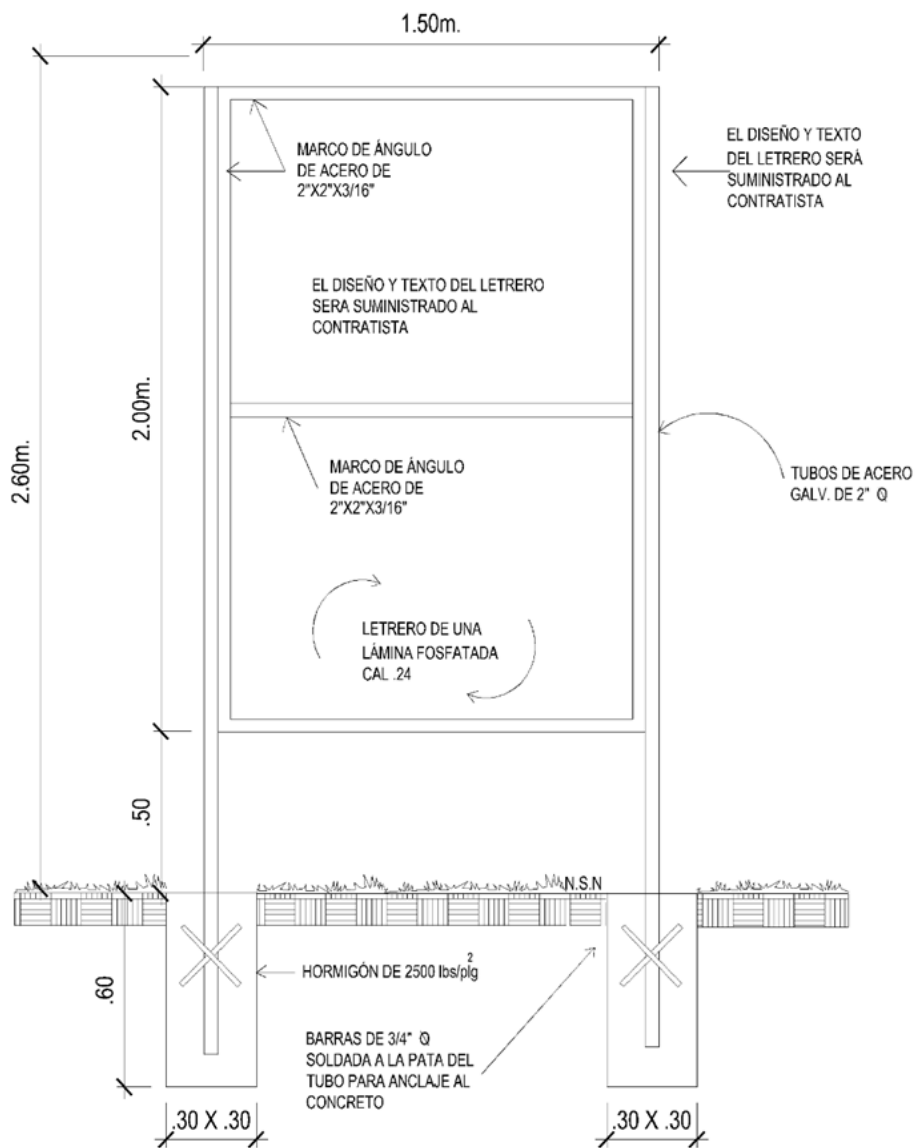 1.50m.
MARCO DE ÁNGULO
DE ACERO DE
2"X2"X3/16"
EL DISEÑO Y TEXTO
DEL LETRERO SERÁ
SUMINISTRADO AL
CONTRATISTA
EL DISEÑO Y TEXTO DEL LETRERO
SERA SUMINISTRADO AL
CONTRATISTA
2.00m.
2.60m.
MARCO DE ÁNGULO
DE ACERO DE
2"X2"X3/16"
TUBOS DE ACERO
GALV. DE 2" Q
LETRERO DE UNA
LÁMINA FOSFATADA
CAL .24
.50
N.S.N
HORMIGÓN DE 2500 lbs/plg²
.60
BARRAS DE 3/4" Q
SOLDADA A LA PATA DEL
TUBO PARA ANCLAJE AL
CONCRETO
.30 X .30
.30 X .30